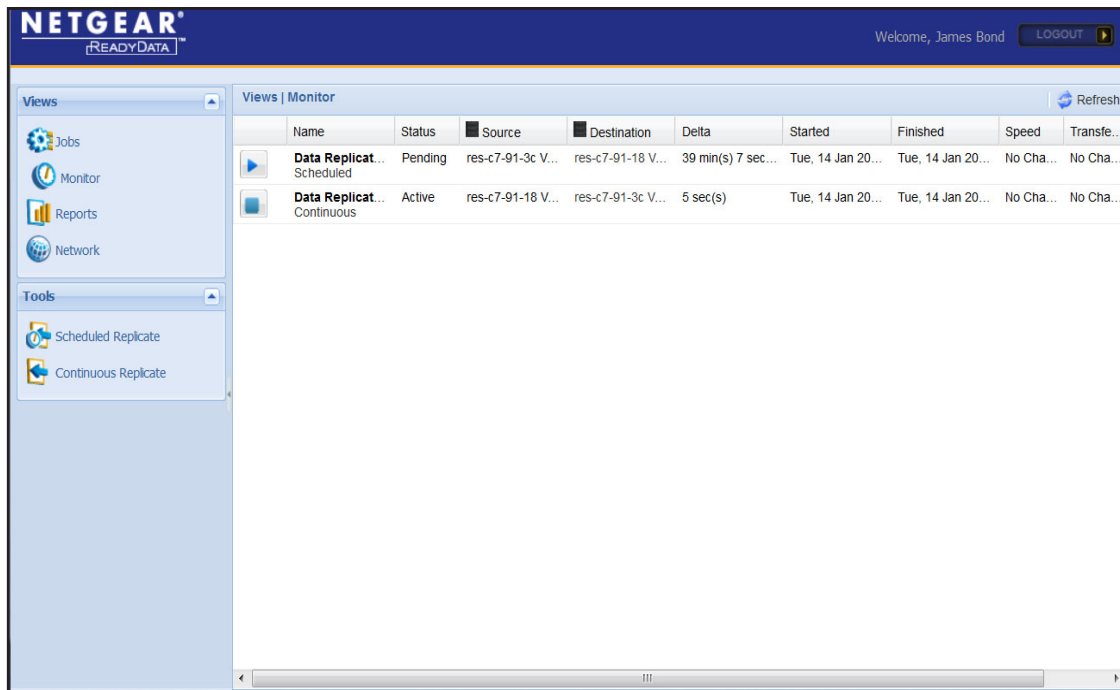 NETGEAR®
READYDATA™
Welcome, James Bond LOGOUT
Views
Jobs
Monitor
Reports
Network
Tools
Scheduled Replicate
Continuous Replicate
Views | Monitor Refresh
Name Status Source Destination Delta Started Finished Speed Transfe...
Data Replicat... Pending res-c7-91-3c V... res-c7-91-18 V... 39 min(s) 7 sec... Tue, 14 Jan 20... Tue, 14 Jan 20... No Cha... No Cha...
Scheduled
Data Replicat... Active res-c7-91-18 V... res-c7-91-3c V... 5 sec(s) Tue, 14 Jan 20... Tue, 14 Jan 20... No Cha... No Cha...
Continuous